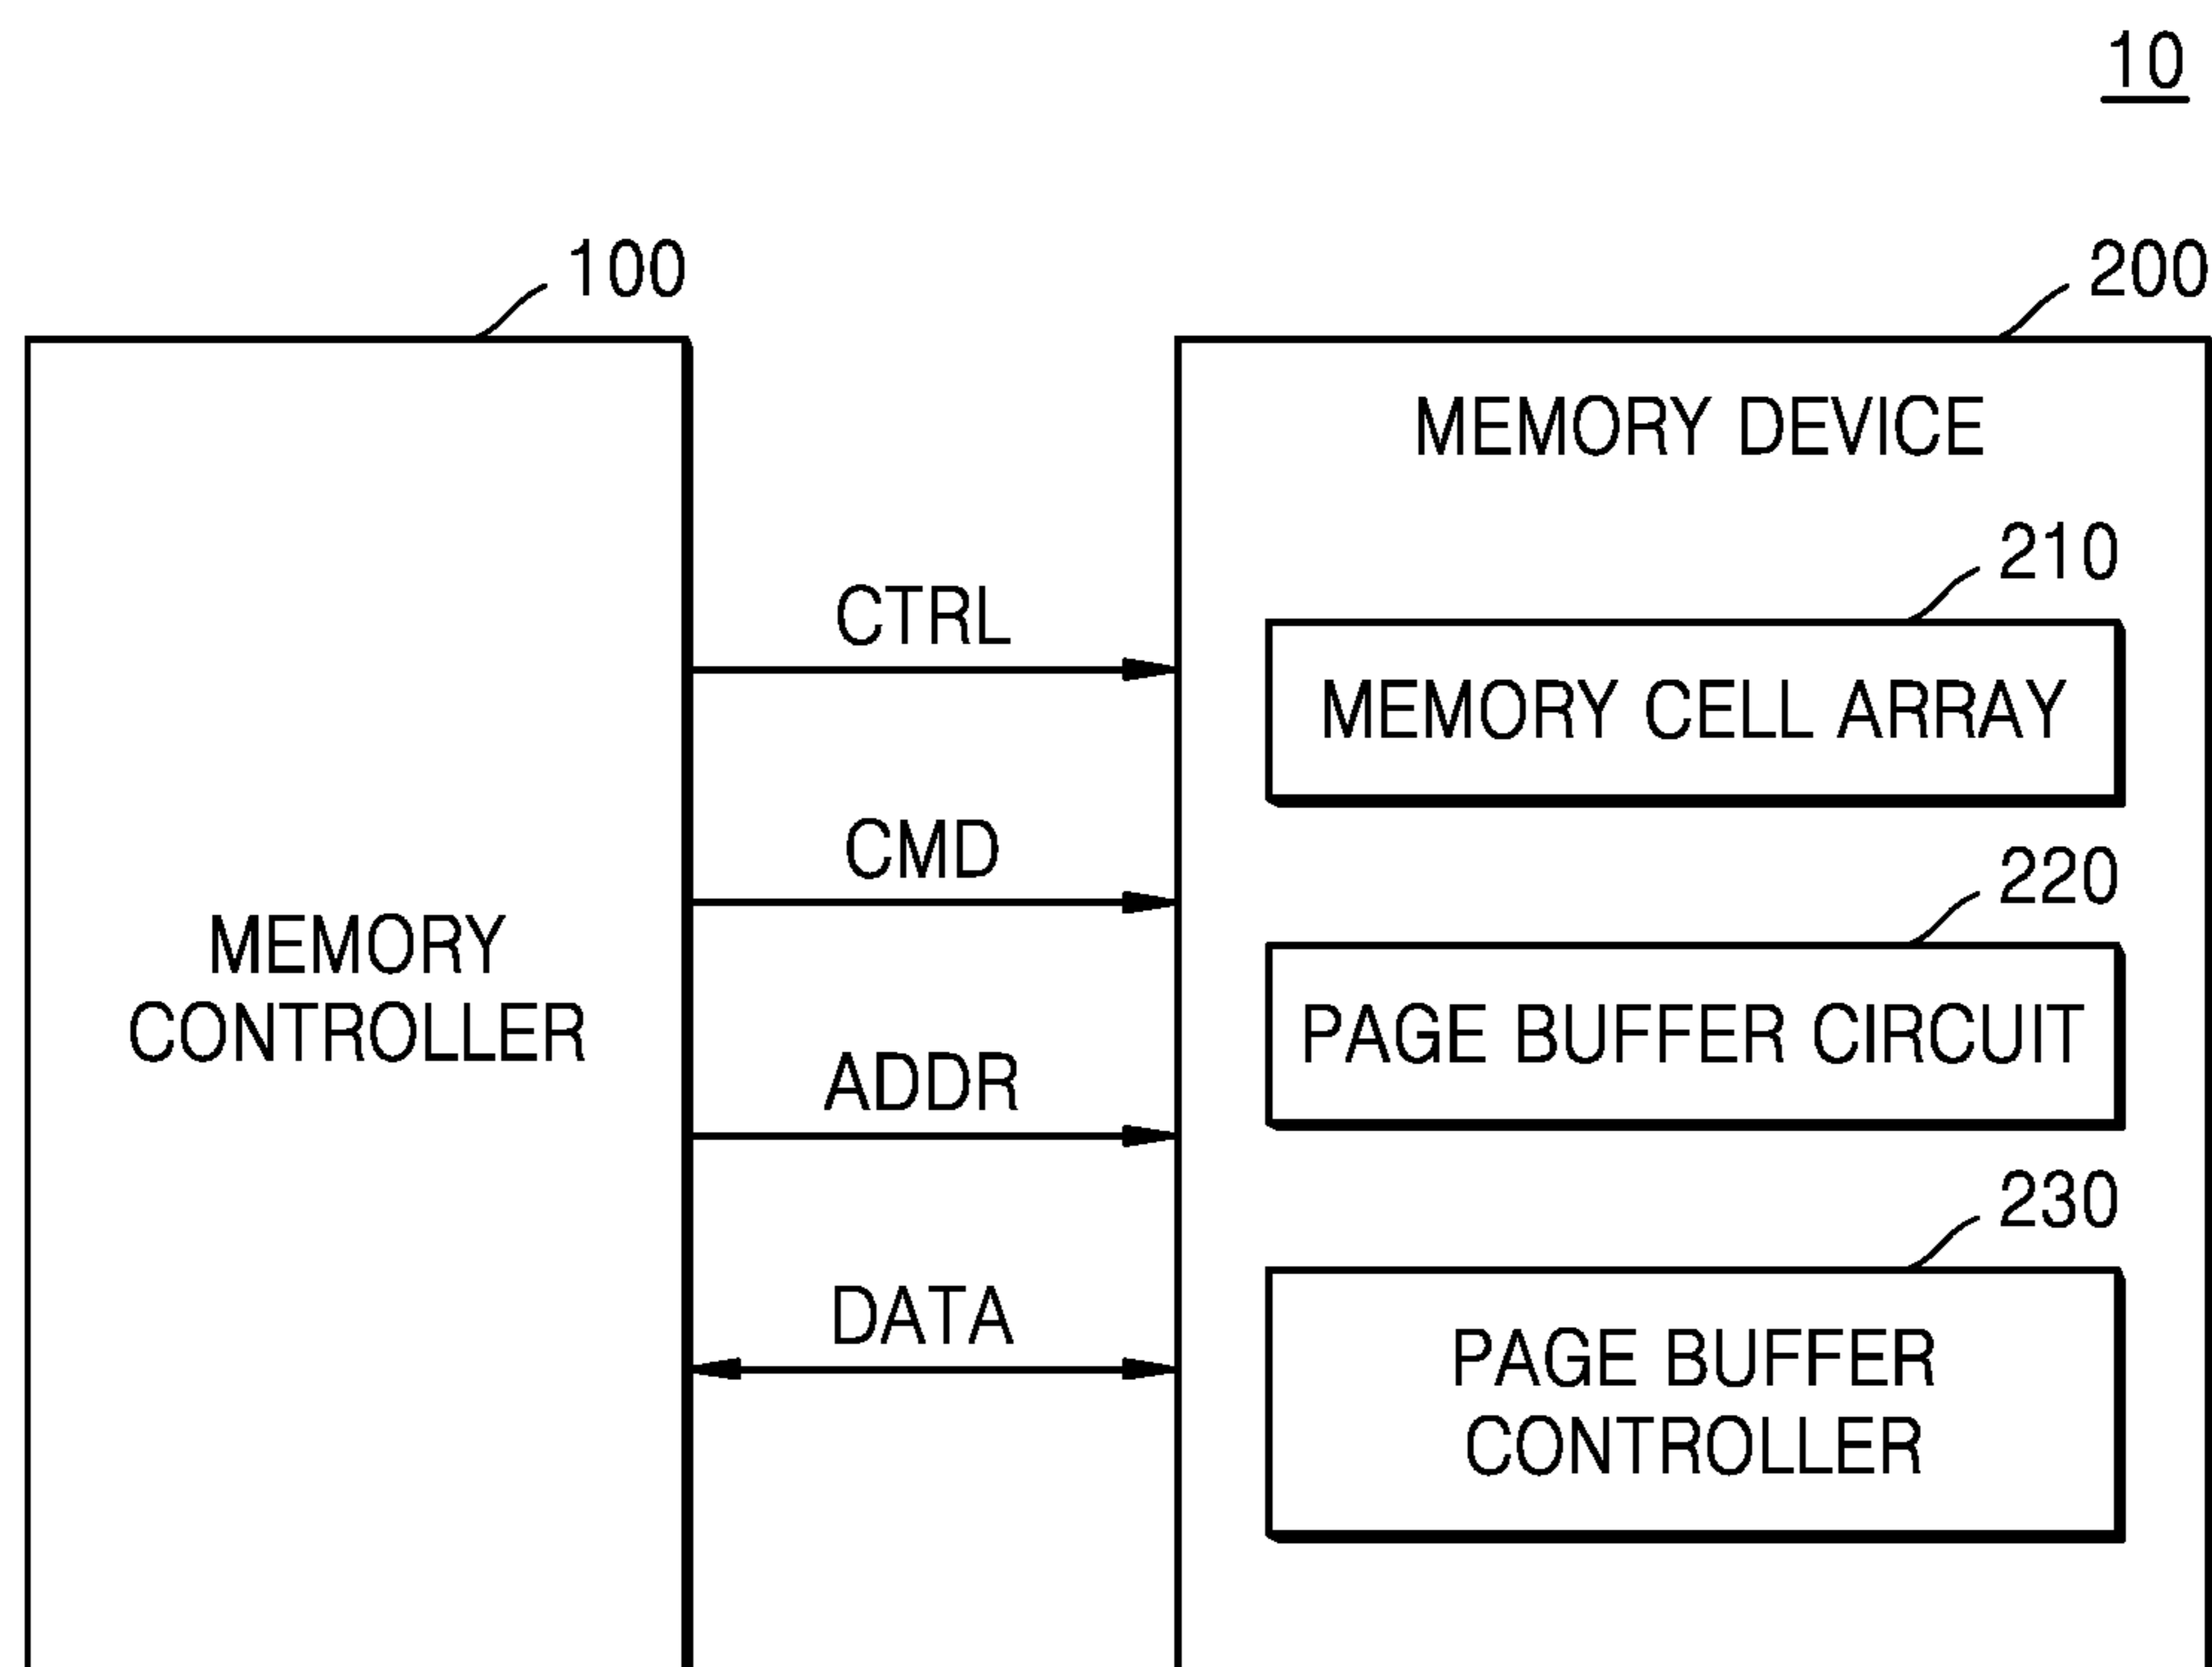 10
100
200
MEMORY DEVICE
210
CTRL
MEMORY CELL ARRAY
CMD
220
MEMORY
CONTROLLER
PAGE BUFFER CIRCUIT
ADDR
230
DATA
PAGE BUFFER
CONTROLLER